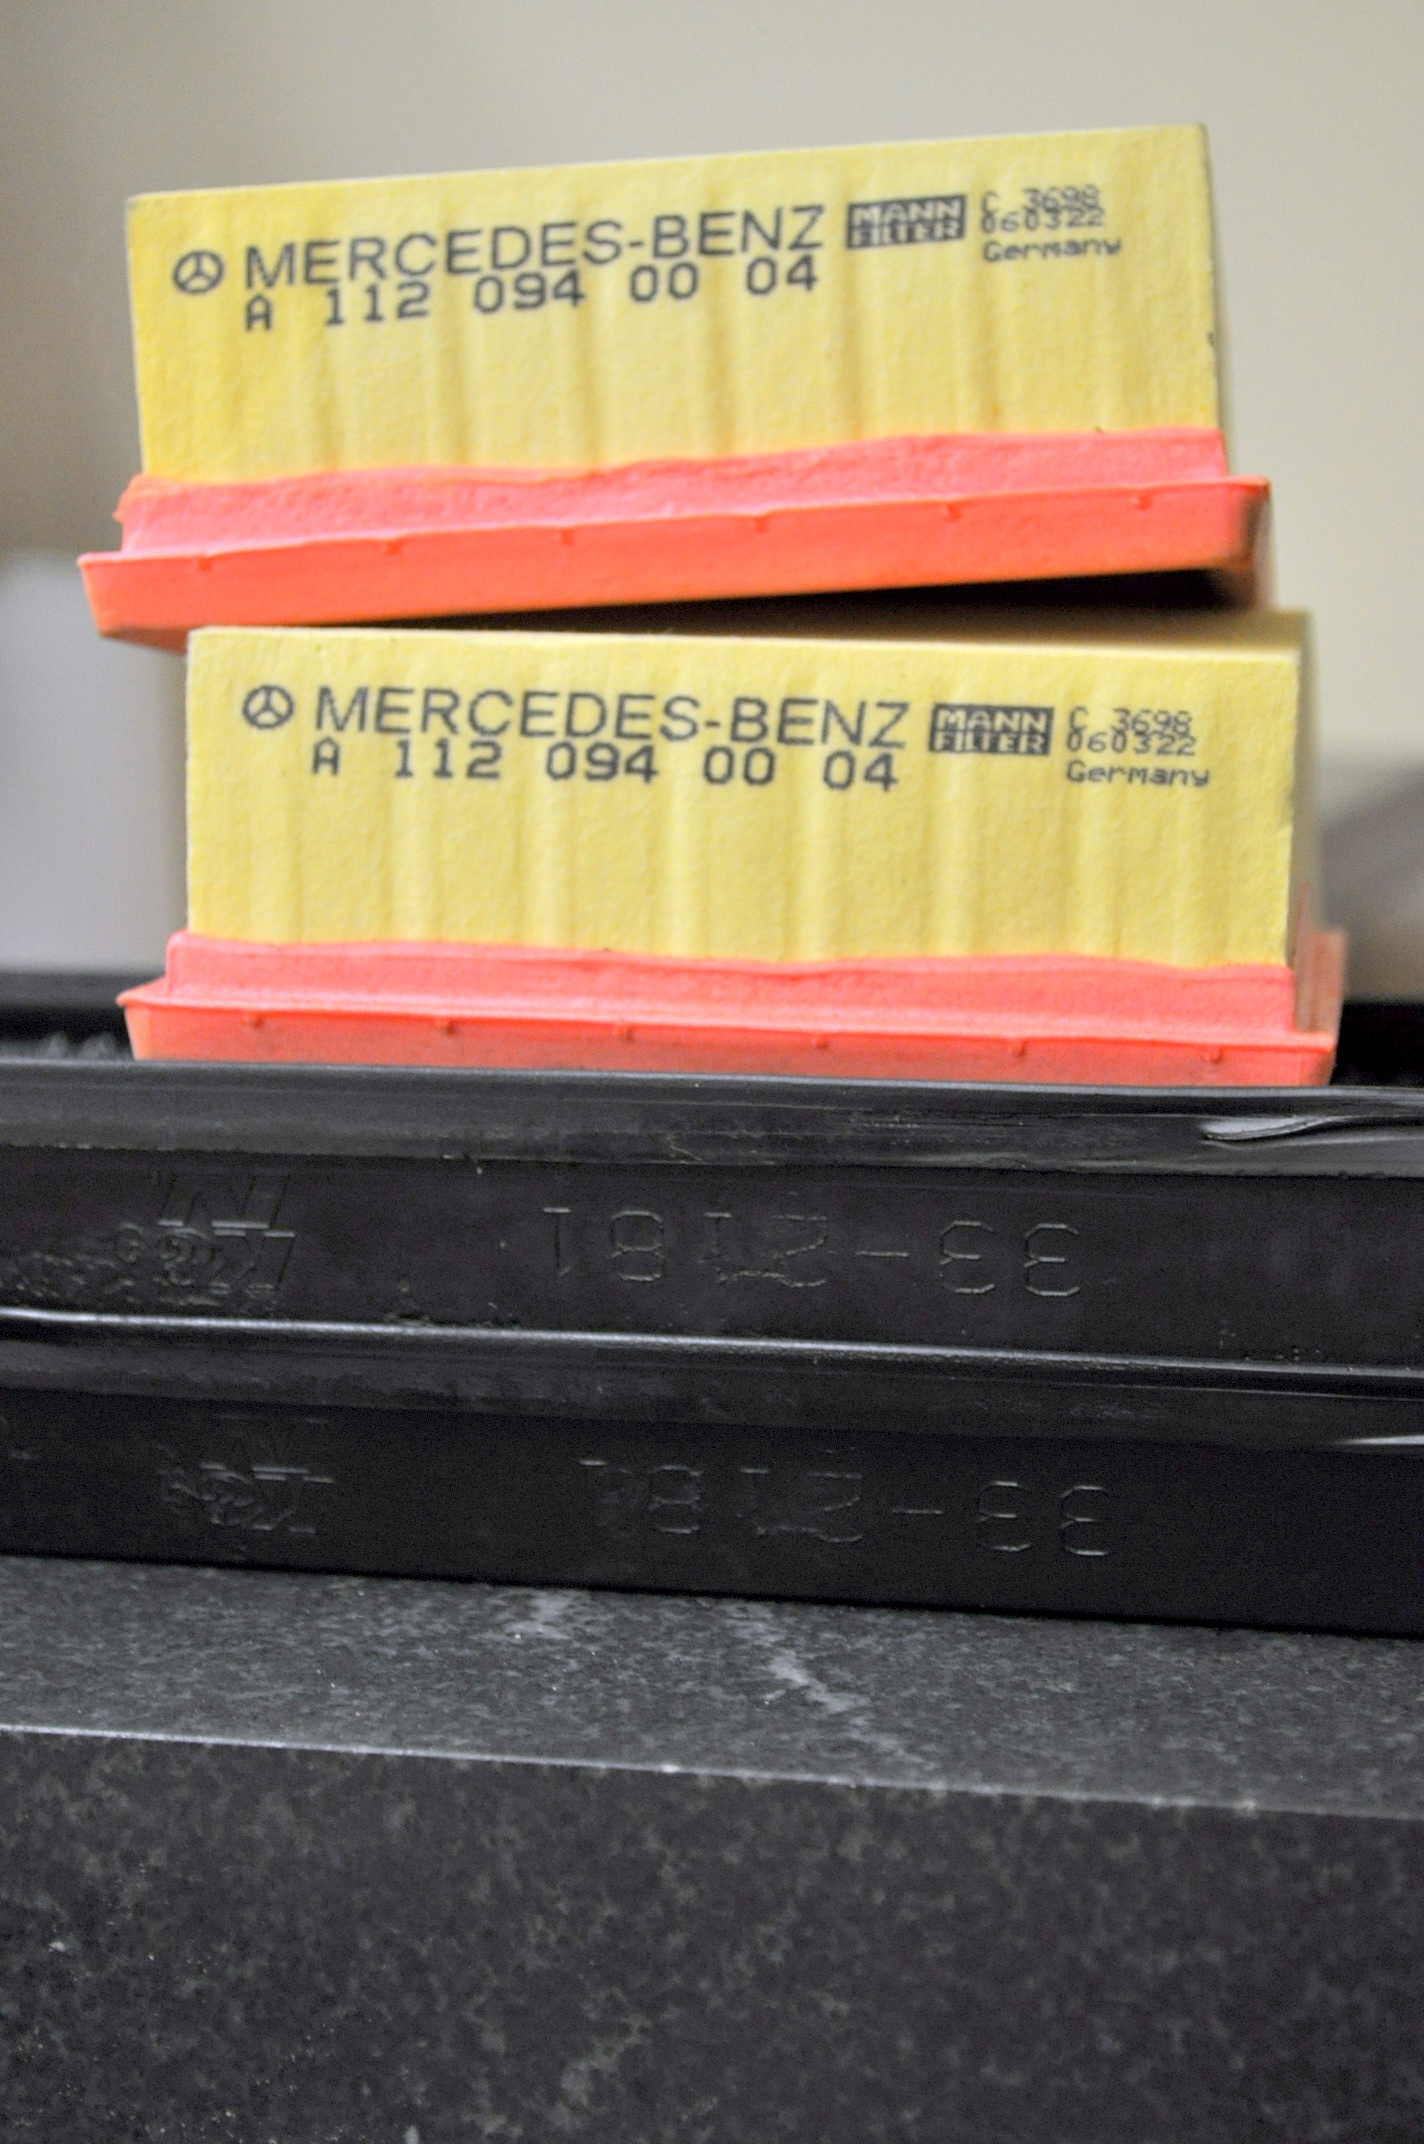 MERCEDES-BENZ
A 112 094 00 04
MANN
FILTER
C 3698
060322
Germany
MERCEDES-BENZ
A 112 094 00 04
MANN
FILTER
C 3698
060322
Germany
33-2181
K&N
33-2181